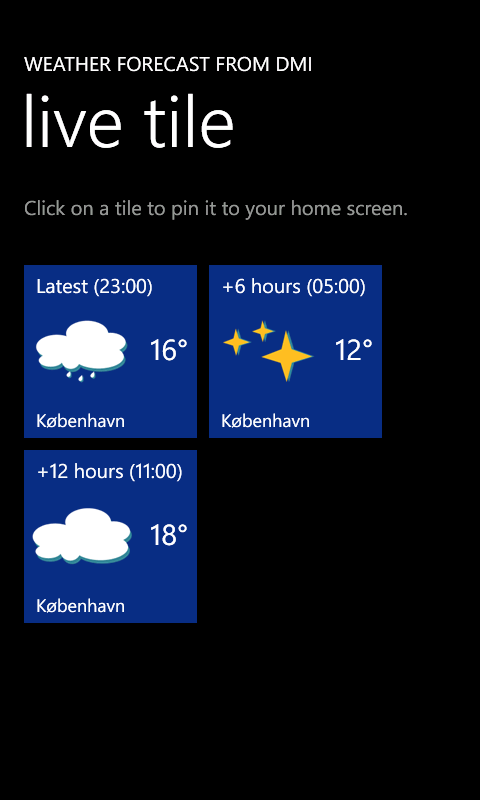 WEATHER FORECAST FROM DMI
live tile
Click on a tile to pin it to your home screen.
Latest (23:00)
16°
København
+6 hours (05:00)
12°
København
+12 hours (11:00)
18°
København